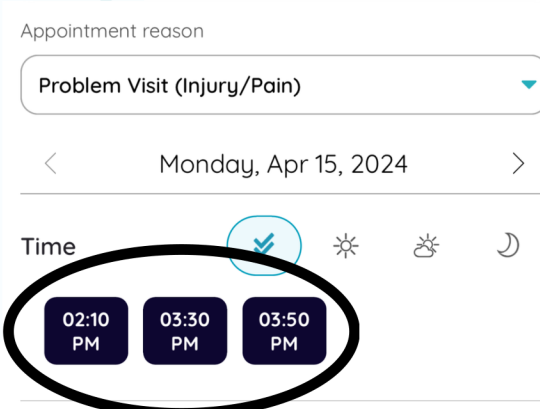 Appointment reason
Problem Visit (Injury/Pain)
Monday, Apr 15, 2024
Time
02:10 03:30 03:50
PM PM PM